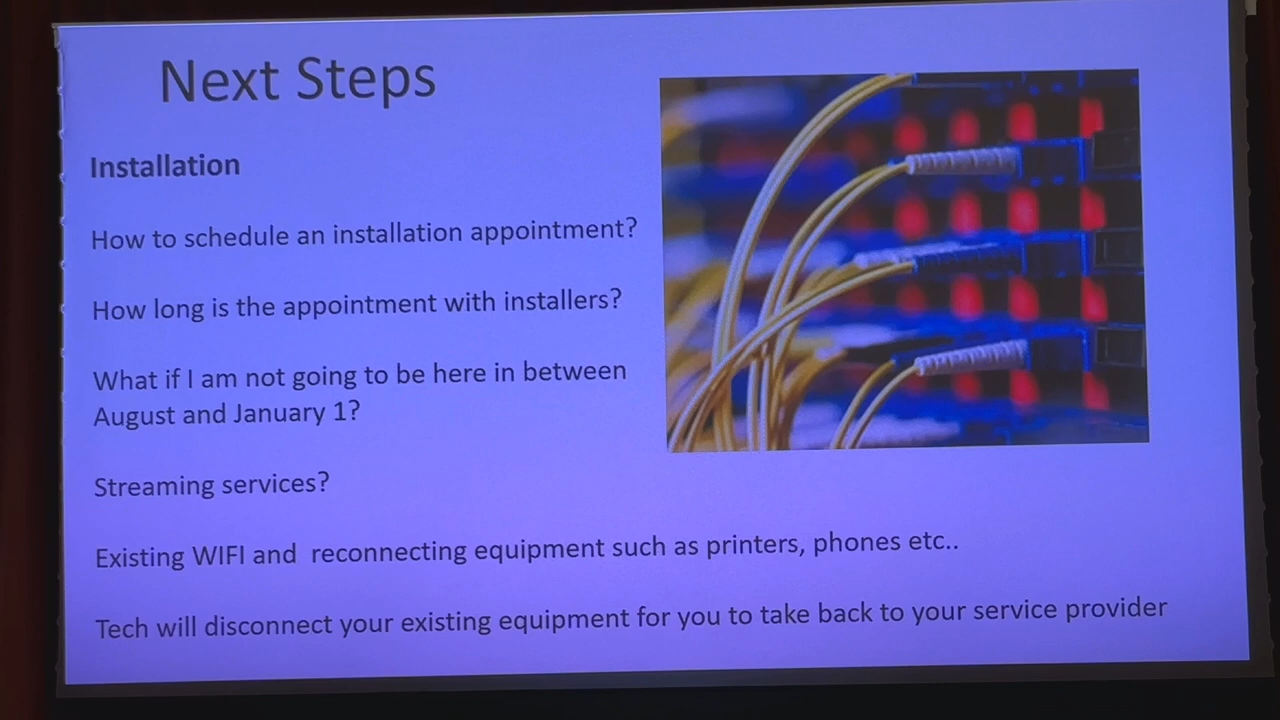 Next Steps
Installation
How to schedule an installation appointment?
How long is the appointment with installers?
What if I am not going to be here in between
August and January 1?
Streaming services?
Existing WIFI and  reconnecting equipment such as printers, phones etc..
Tech will disconnect your existing equipment for you to take back to your service provider